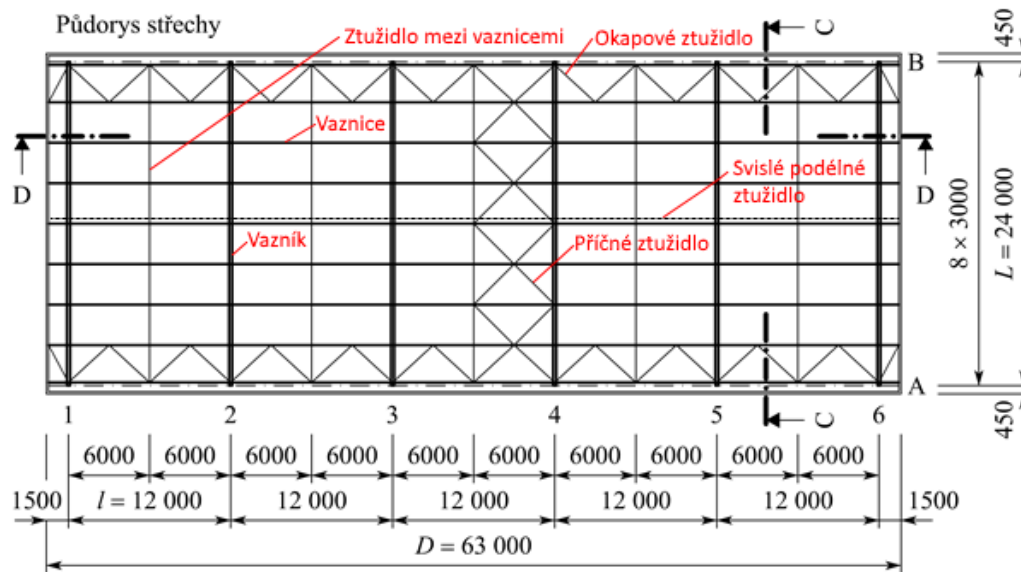 Půdorys střechy
Ztužidlo mezi vaznicemi
Okapové ztužidlo
C
450
B
Vaznice
D
D
Svislé podélné
ztužidlo
Vazník
Příčné ztužidlo
8 × 3000
L = 24 000
A
1
2
3
4
5
6
C
450
6000
6000
6000
6000
6000
6000
6000
6000
6000
6000
1500
l = 12 000
12 000
12 000
12 000
12 000
1500
D = 63 000